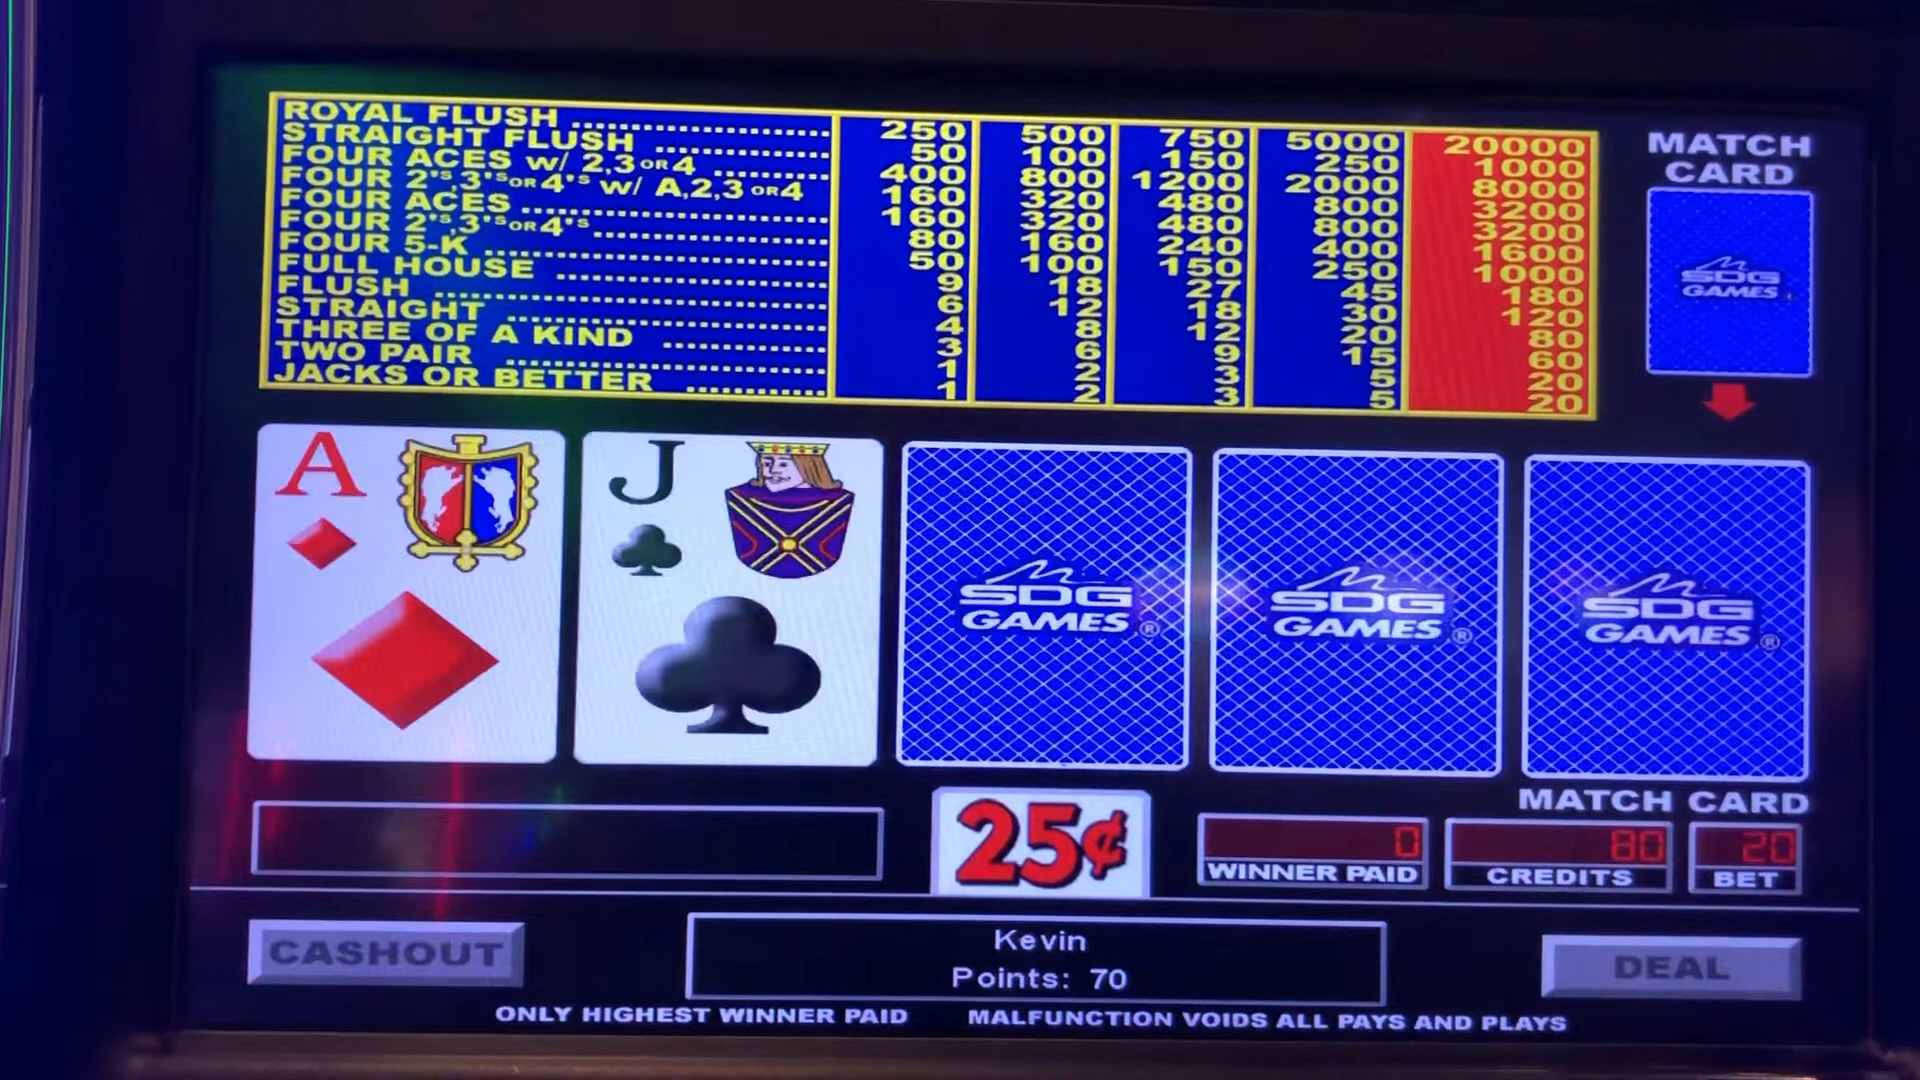 ROYAL FLUSH 250 500 750 5000 20000
STRAIGHT FLUSH 50 100 150 250 1000
FOUR ACES w/ 2,3 OR 4 400 800 1200 2000 8000
FOUR 2's,3's OR 4's w/ A,2,3 OR 4 160 320 480 800 3200
FOUR ACES 160 320 480 800 3200
FOUR 2's,3's OR 4's 80 160 240 400 1600
FOUR 5-K 50 100 150 250 1000
FULL HOUSE 9 18 27 45 180
FLUSH 6 12 18 30 120
STRAIGHT 4 8 12 20 80
THREE OF A KIND 3 6 9 15 60
TWO PAIR 1 2 3 5 20
JACKS OR BETTER 1 2 3 5 20
MATCH
CARD
SDG
GAMES
A
J
SDG
GAMES®
SDG
GAMES®
SDG
GAMES®
MATCH CARD
25¢
0
WINNER PAID
80
CREDITS
20
BET
CASHOUT
Kevin
Points: 70
DEAL
ONLY HIGHEST WINNER PAID MALFUNCTION VOIDS ALL PAYS AND PLAYS